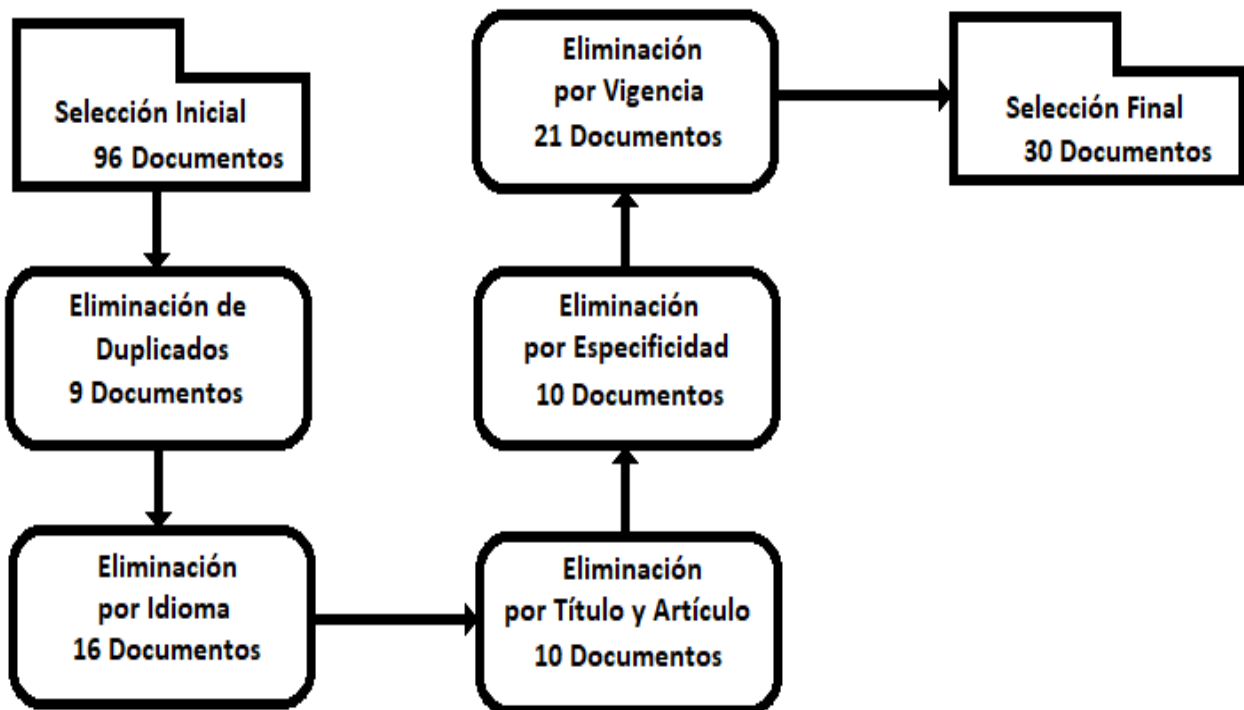 Selección Inicial
96 Documentos
Eliminación de
Duplicados
9 Documentos
Eliminación
por Idioma
16 Documentos
Eliminación
por Título y Artículo
10 Documentos
Eliminación
por Especificidad
10 Documentos
Eliminación
por Vigencia
21 Documentos
Selección Final
30 Documentos